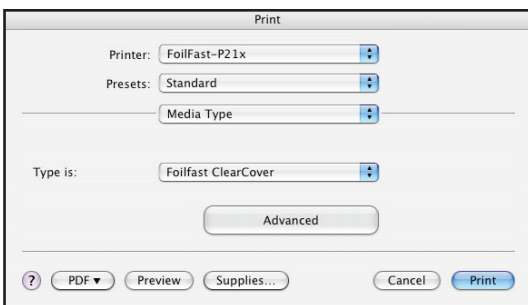 Print
Printer: FoilFast-P21x
Presets: Standard
Media Type
Type is: Foilfast ClearCover
Advanced
? PDF▼ Preview Supplies... Cancel Print